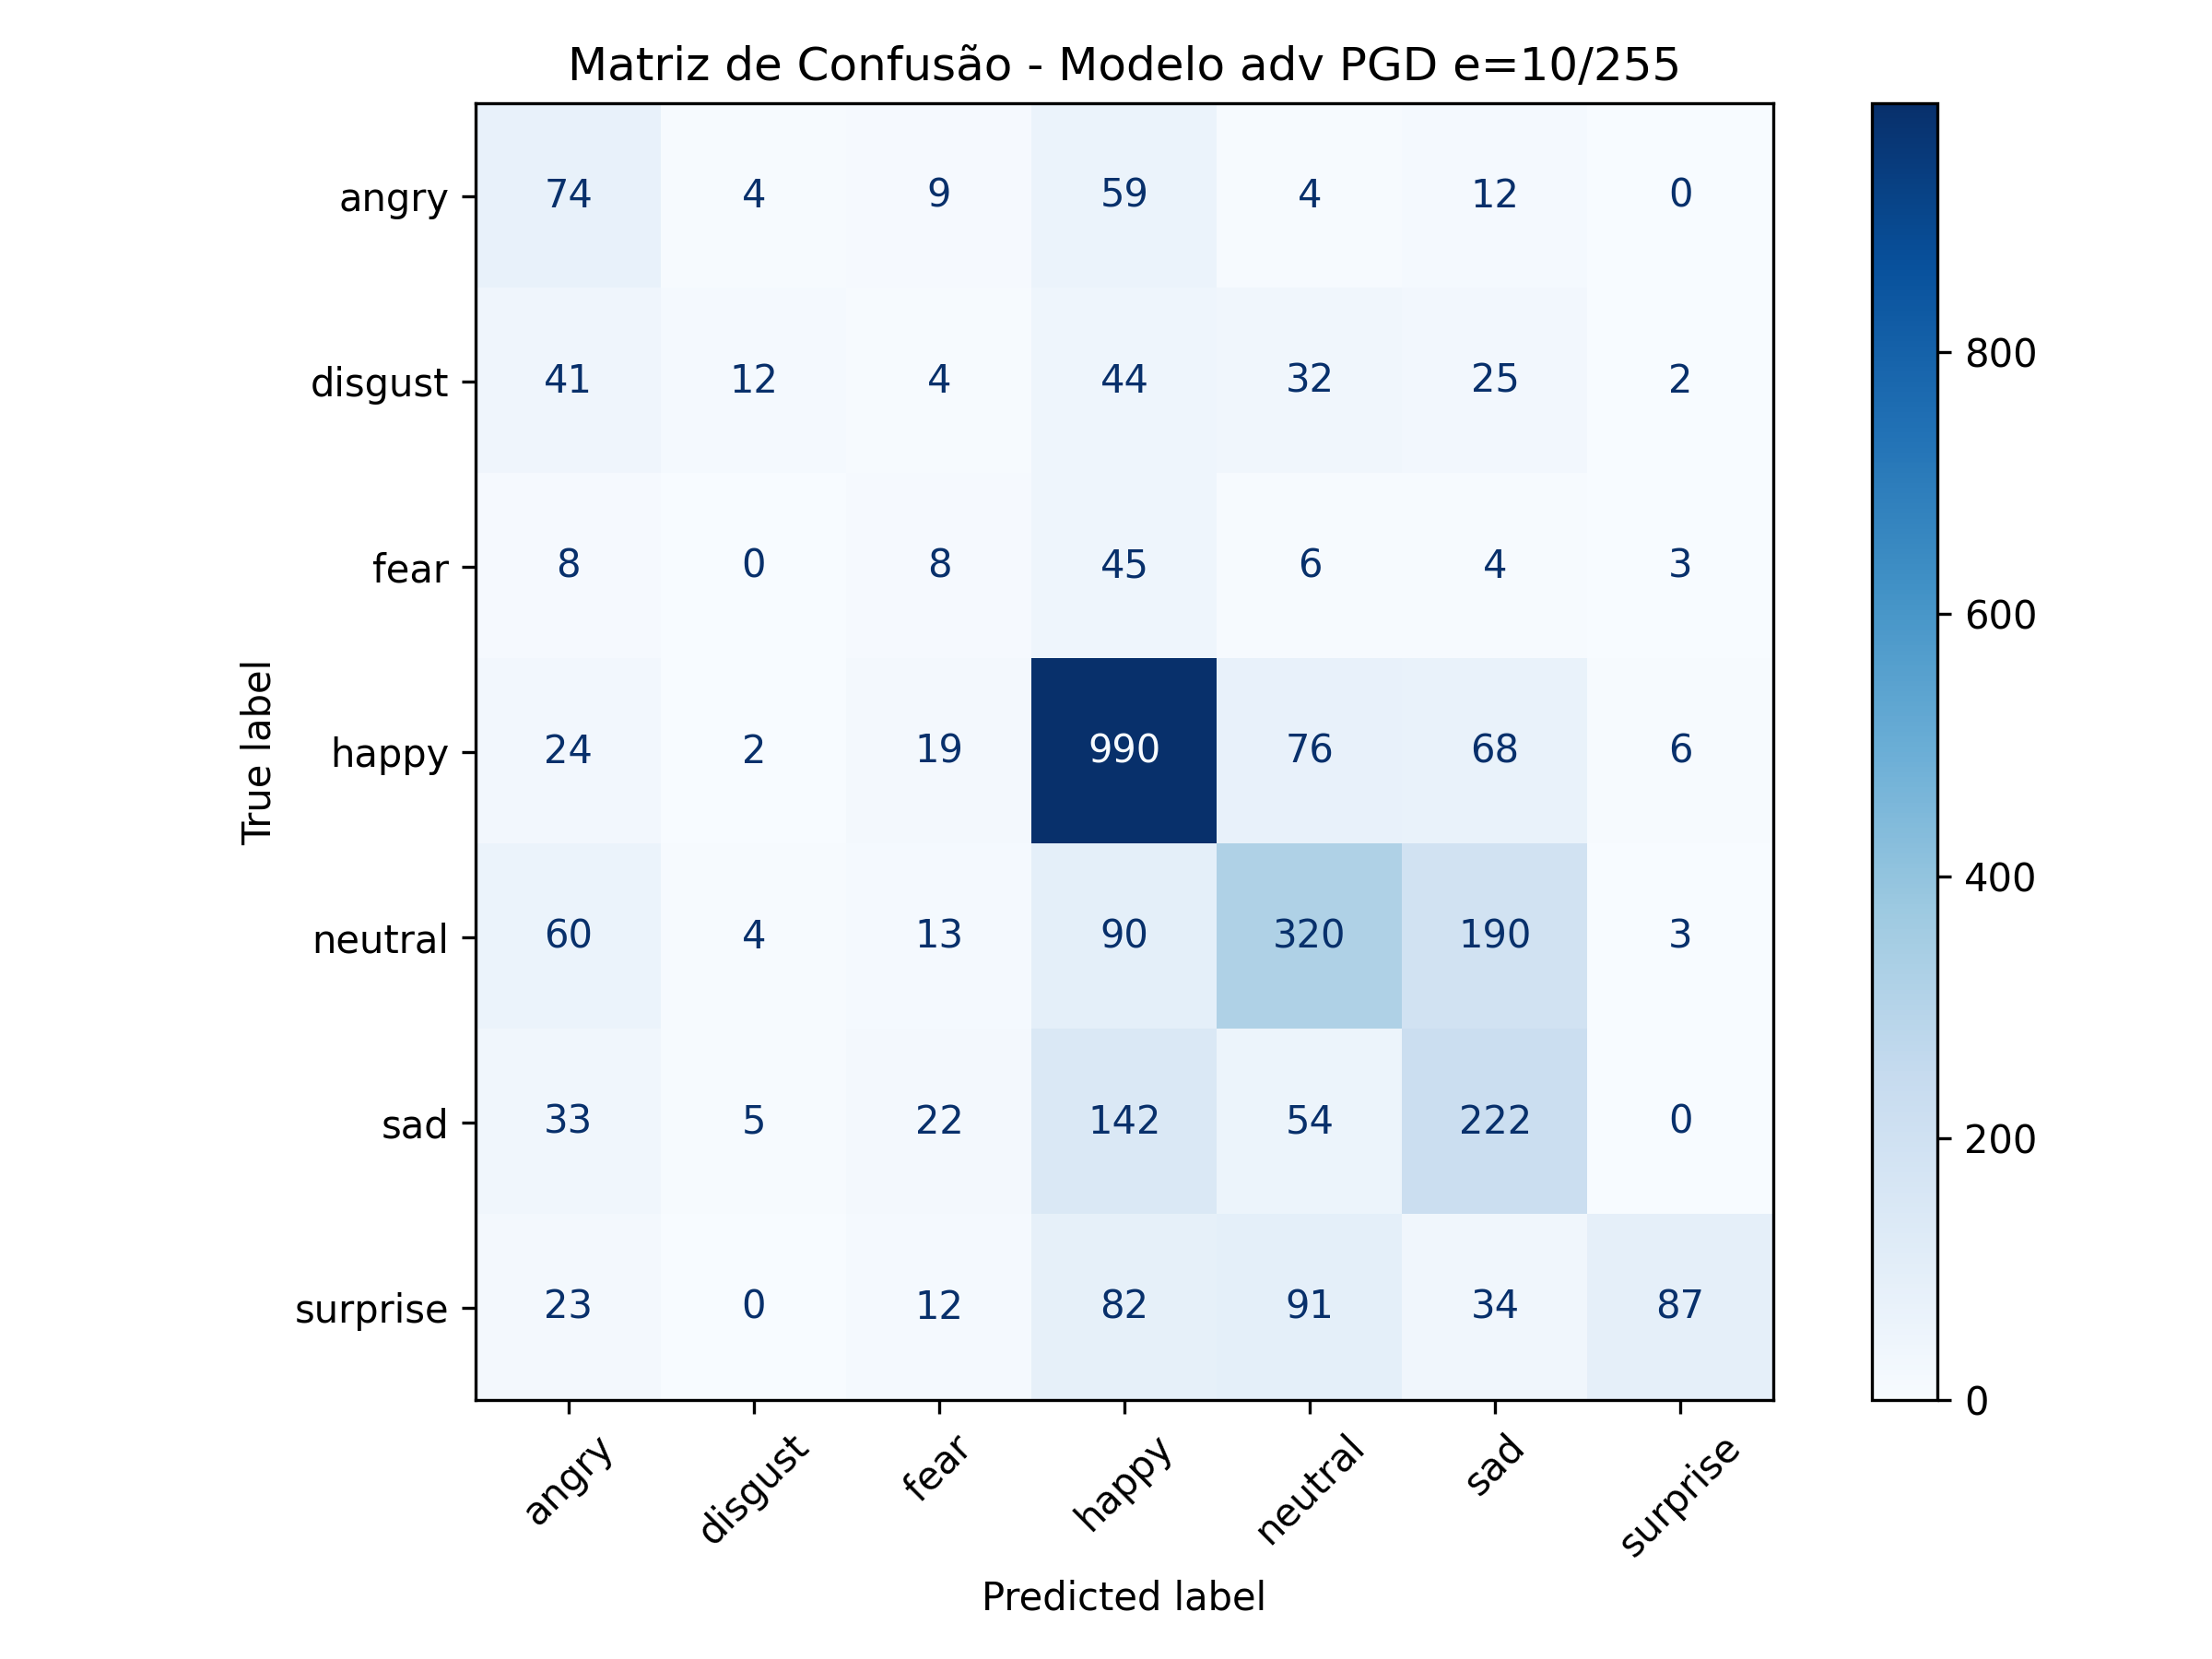 Matriz de Confusão - Modelo adv PGD e=10/255
True label
angry 74 4 9 59 4 12 0
disgust 41 12 4 44 32 25 2
fear 8 0 8 45 6 4 3
happy 24 2 19 990 76 68 6
neutral 60 4 13 90 320 190 3
sad 33 5 22 142 54 222 0
surprise 23 0 12 82 91 34 87
angry disgust fear happy neutral sad surprise
Predicted label
800
600
400
200
0